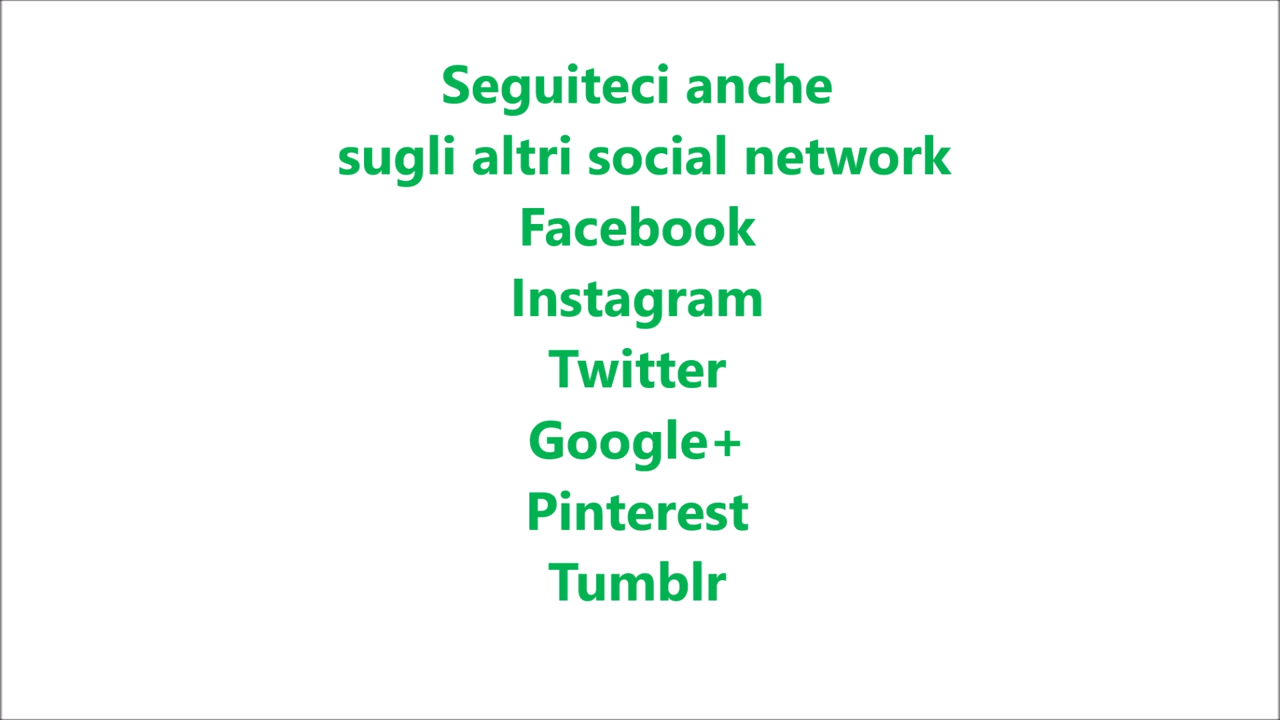 Seguiteci anche
sugli altri social network
Facebook
Instagram
Twitter
Google+
Pinterest
Tumblr